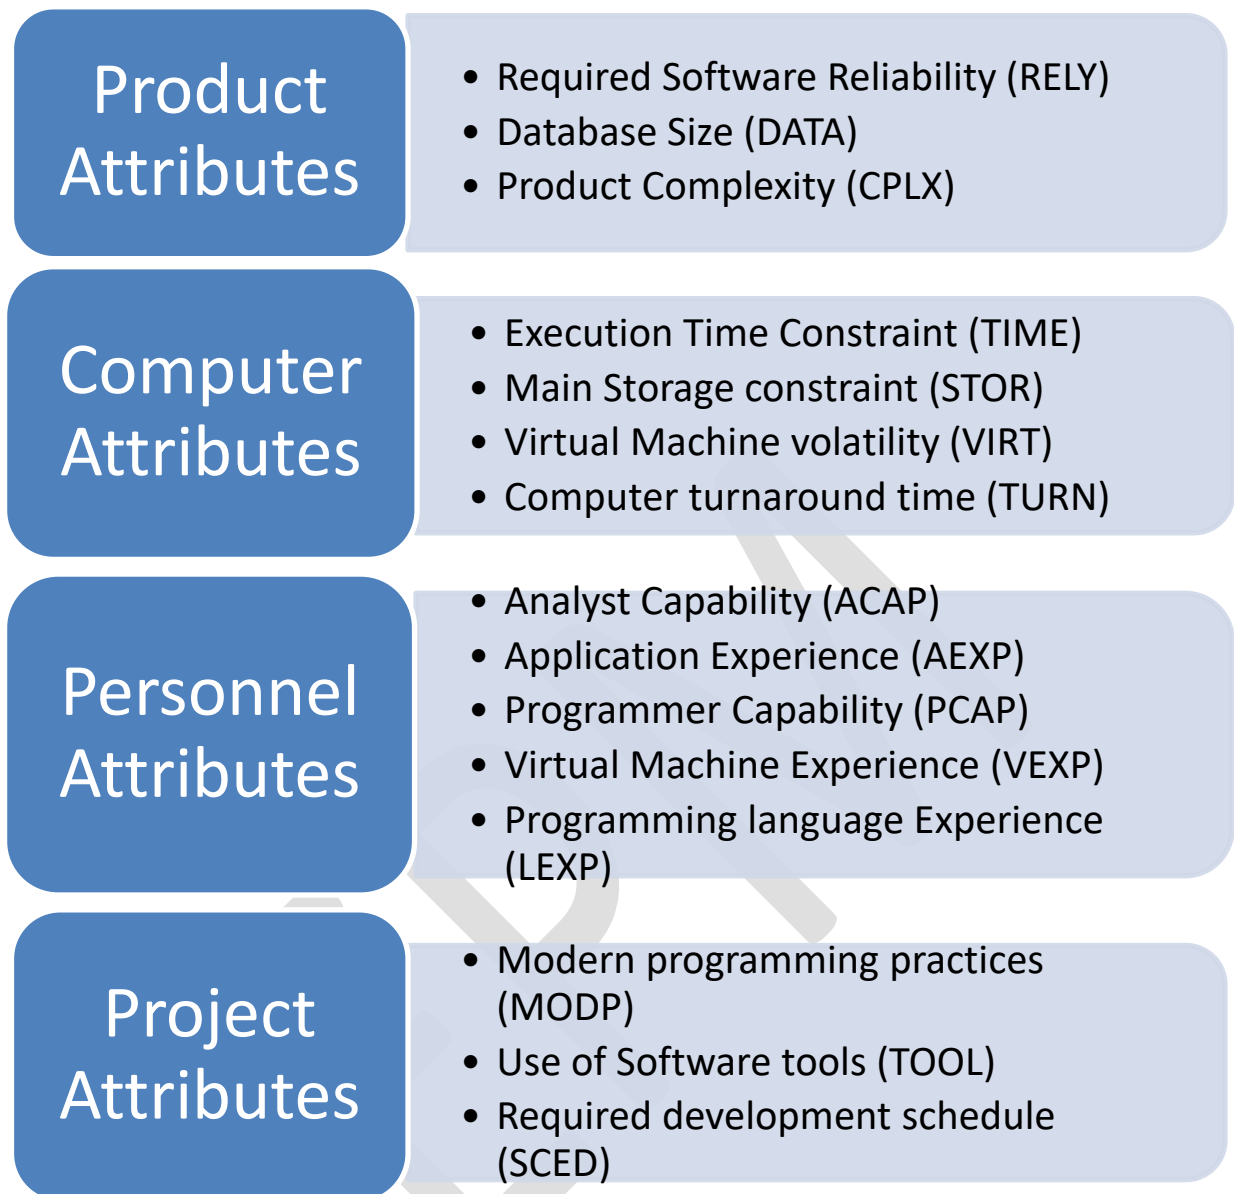 Product
Attributes
• Required Software Reliability (RELY)
• Database Size (DATA)
• Product Complexity (CPLX)
Computer
Attributes
• Execution Time Constraint (TIME)
• Main Storage constraint (STOR)
• Virtual Machine volatility (VIRT)
• Computer turnaround time (TURN)
Personnel
Attributes
• Analyst Capability (ACAP)
• Application Experience (AEXP)
• Programmer Capability (PCAP)
• Virtual Machine Experience (VEXP)
• Programming language Experience
(LEXP)
Project
Attributes
• Modern programming practices
(MODP)
• Use of Software tools (TOOL)
• Required development schedule
(SCED)